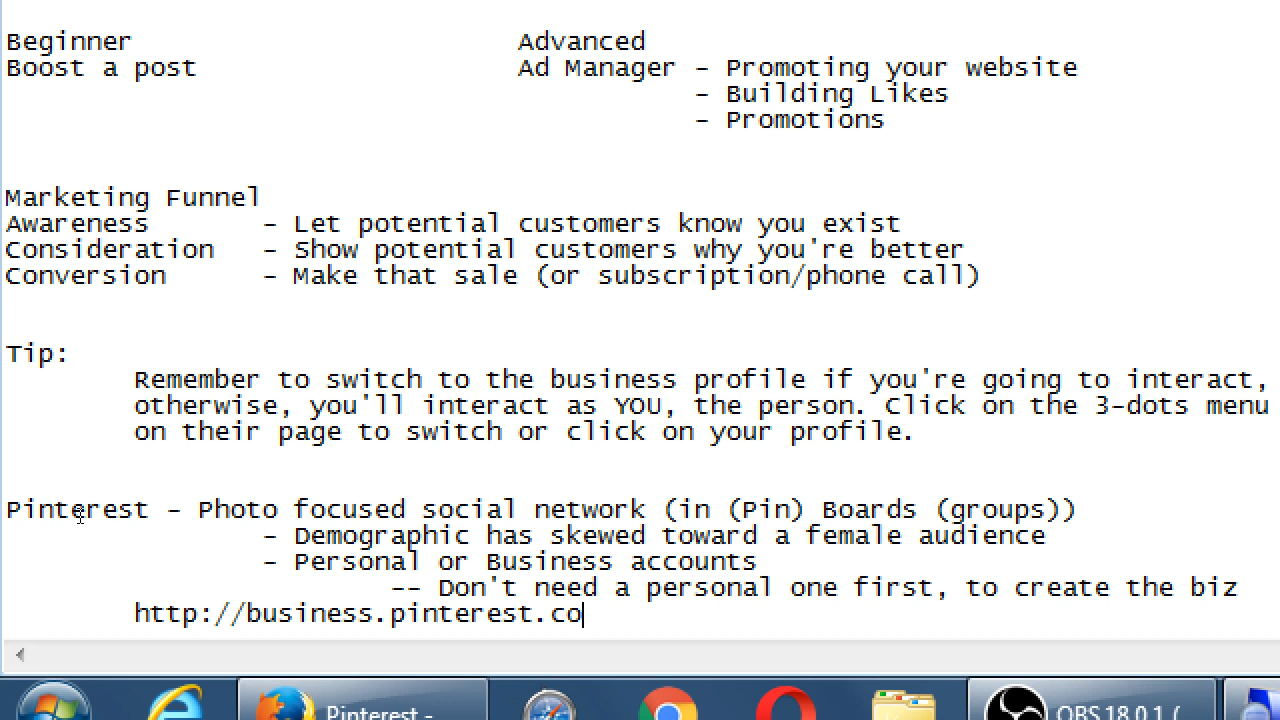 Beginner Advanced
Boost a post Ad Manager - Promoting your website
- Building Likes
- Promotions
Marketing Funnel
Awareness - Let potential customers know you exist
Consideration - Show potential customers why you're better
Conversion - Make that sale (or subscription/phone call)
Tip:
Remember to switch to the business profile if you're going to interact,
otherwise, you'll interact as YOU, the person. Click on the 3-dots menu
on their page to switch or click on your profile.
Pinterest - Photo focused social network (in (Pin) Boards (groups))
- Demographic has skewed toward a female audience
- Personal or Business accounts
-- Don't need a personal one first, to create the biz
http://business.pinterest.co
Pinterest - OBS 18.0.1 (